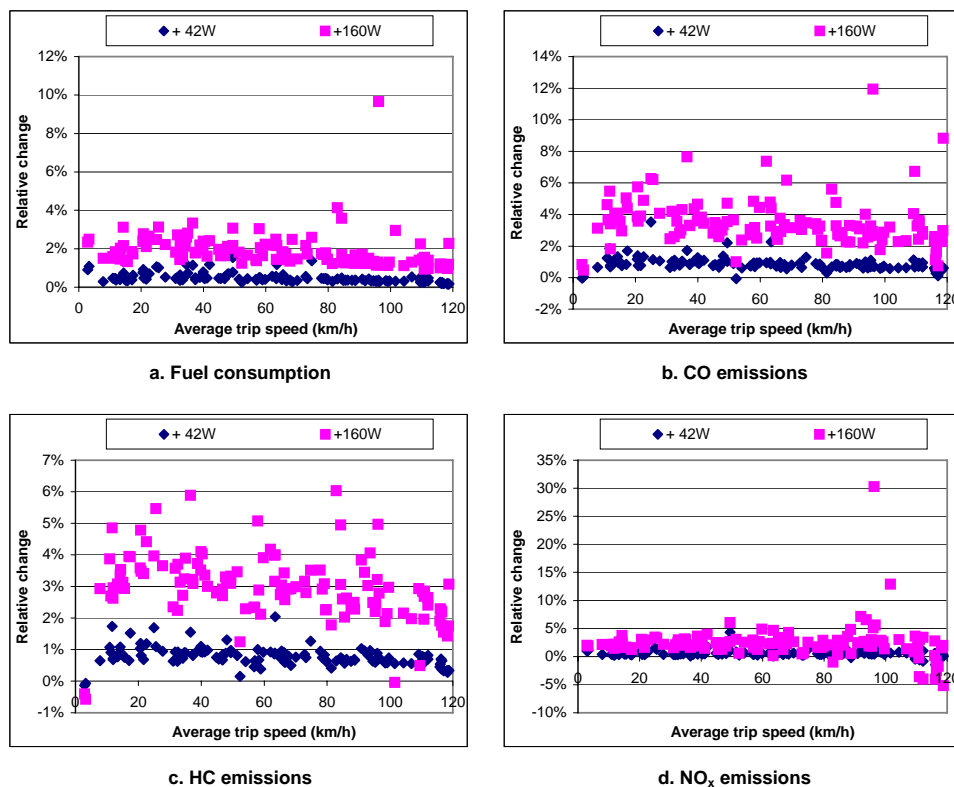 + 42W +160W
12%
10%
8%
6%
4%
2%
0%
0 20 40 60 80 100 120
Relative change
Average trip speed (km/h)
a. Fuel consumption
+ 42W +160W
14%
12%
10%
8%
6%
4%
2%
0%
-2%
0 20 40 60 80 100 120
Relative change
Average trip speed (km/h)
b. CO emissions
+ 42W +160W
7%
6%
5%
4%
3%
2%
1%
0%
-1%
0 20 40 60 80 100 120
Relative change
Average trip speed (km/h)
c. HC emissions
+ 42W +160W
35%
30%
25%
20%
15%
10%
5%
0%
-5%
-10%
0 20 40 60 80 100 120
Relative change
Average trip speed (km/h)
d. NOx emissions